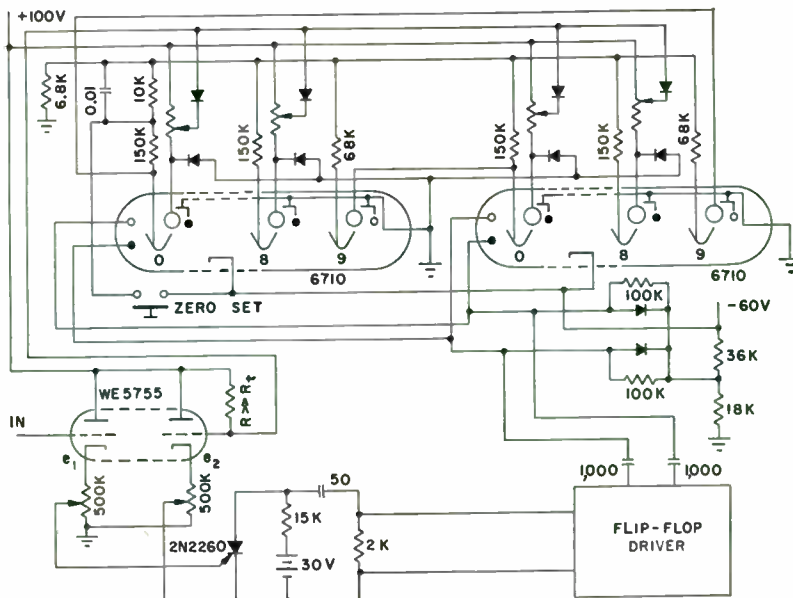 +100V
6.8K
0.01
10K
150K
150K
68K
150K
150K
68K
0
8
9
6710
0
8
9
6710
ZERO SET
100K
-60V
36K
100K
18K
WE5755
R>>Rt
IN
e1
e2
500K
500K
50
1,000
1,000
15K
2N2260
30V
2K
FLIP-FLOP
DRIVER